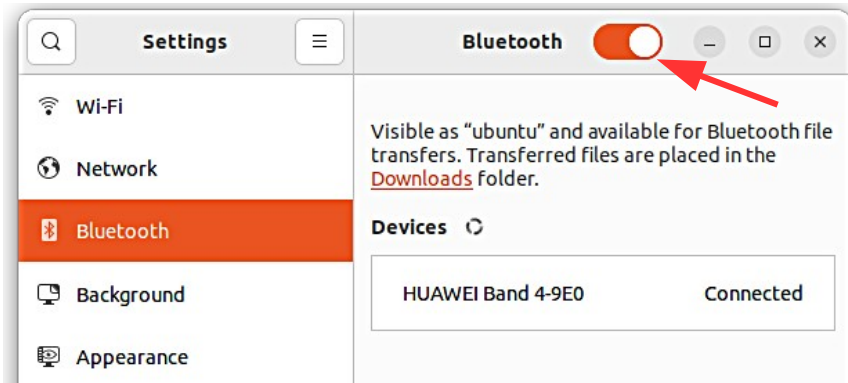 Settings
Bluetooth
Wi-Fi
Network
Bluetooth
Background
Appearance
Visible as “ubuntu” and available for Bluetooth file
transfers. Transferred files are placed in the
Downloads folder.
Devices
HUAWEI Band 4-9E0 Connected